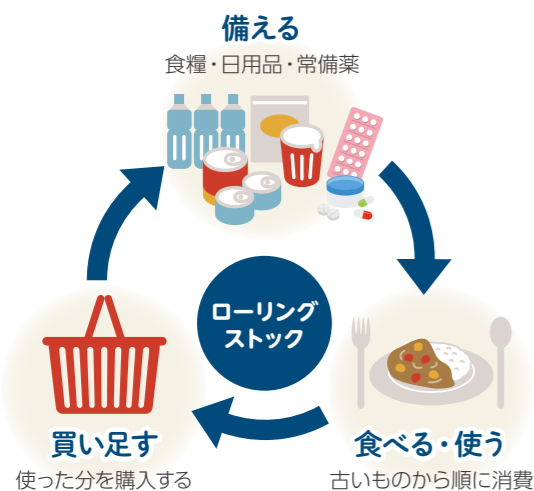 備える
食糧・日用品・常備薬
ローリング
ストック
買い足す
使った分を購入する
食べる・使う
古いものから順に消費